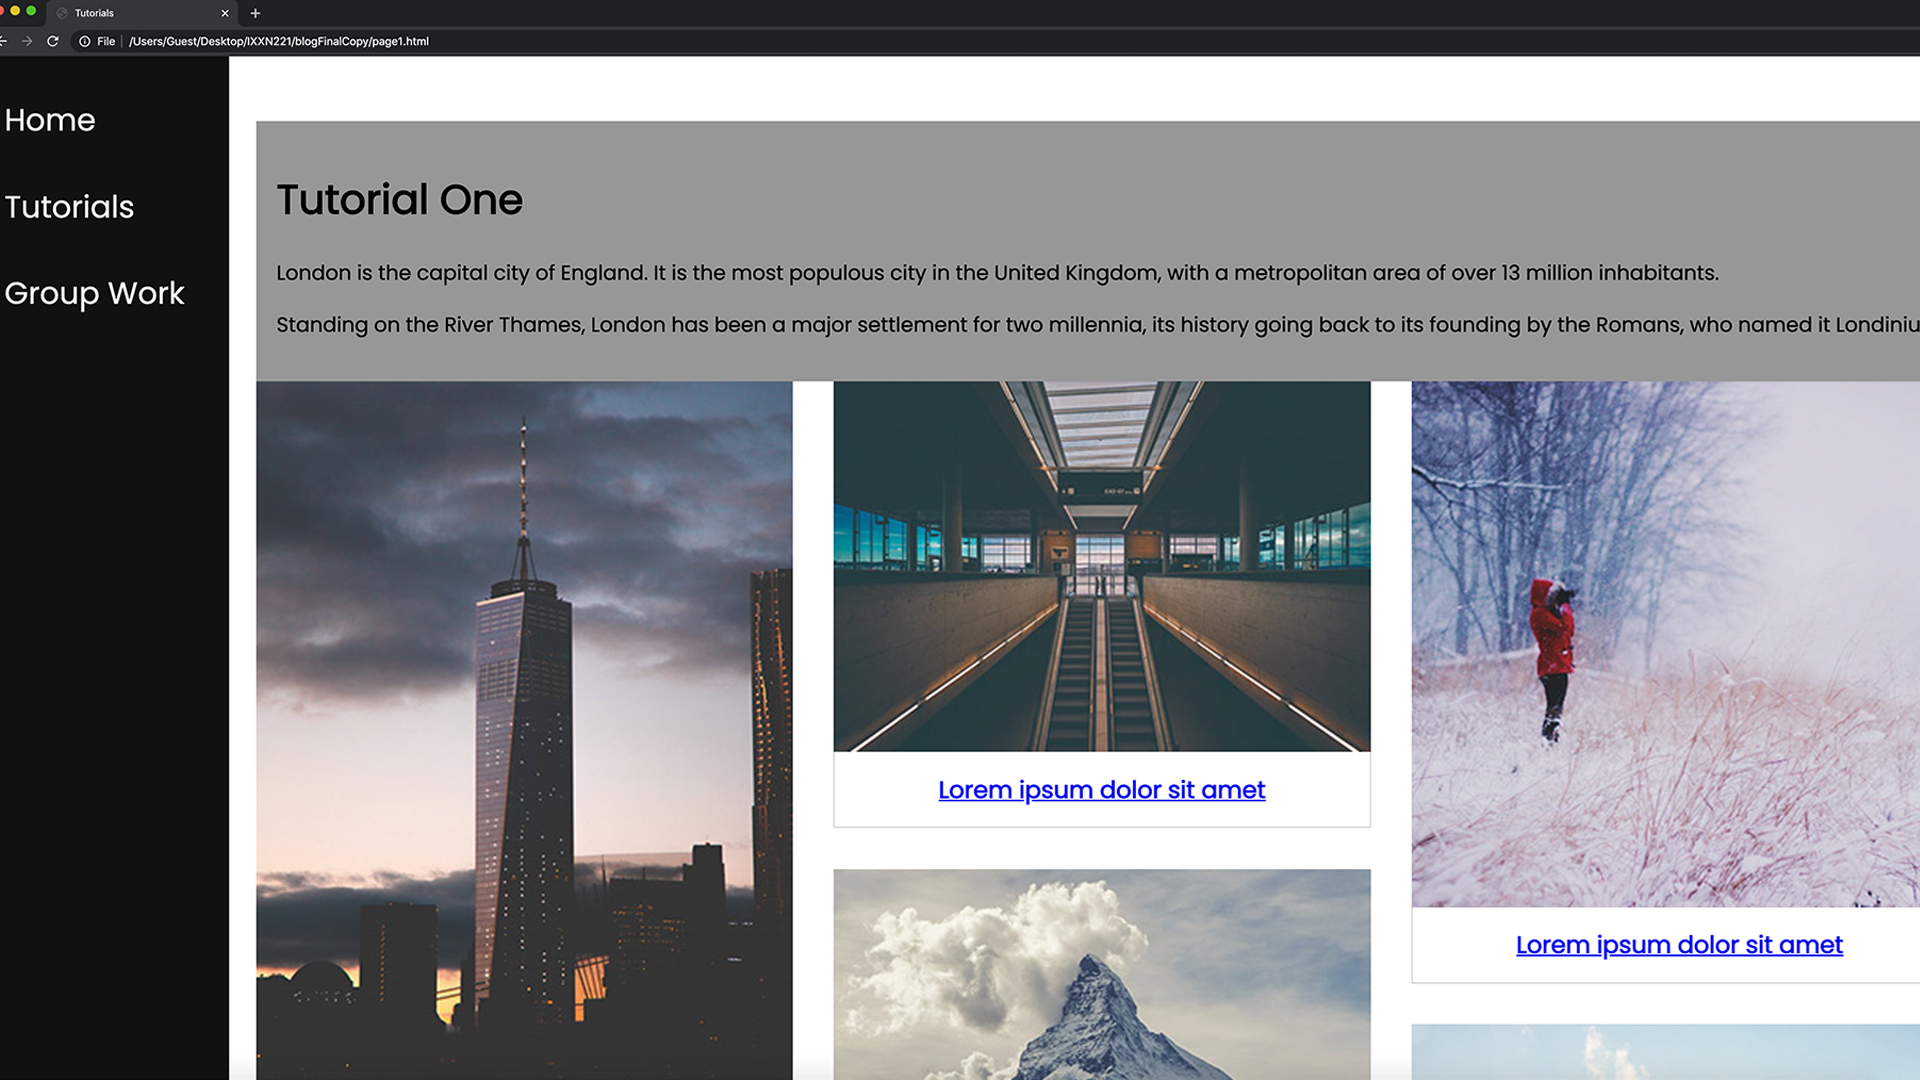 Tutorials
File /Users/Guest/Desktop/IXXN221/blogFinalCopy/page1.html
Home
Tutorials
Group Work
Tutorial One
London is the capital city of England. It is the most populous city in the United Kingdom, with a metropolitan area of over 13 million inhabitants.
Standing on the River Thames, London has been a major settlement for two millennia, its history going back to its founding by the Romans, who named it Londiniu
Lorem ipsum dolor sit amet
Lorem ipsum dolor sit amet